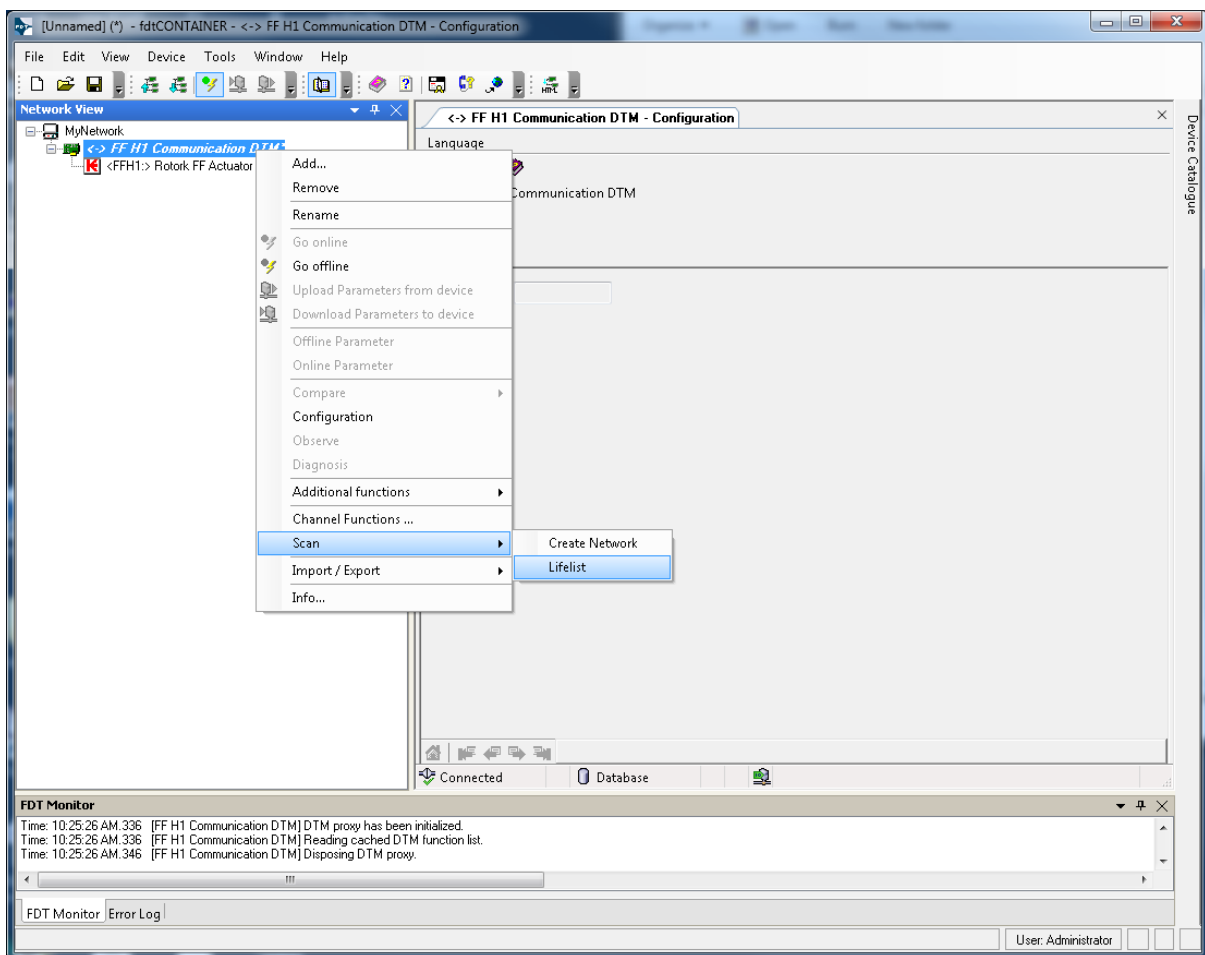 [Unnamed] (*) - fdtCONTAINER - <-> FF H1 Communication DTM - Configuration
Organize Open Burn New folder
File Edit View Device Tools Window Help
Network View
<-> FF H1 Communication DTM - Configuration
MyNetwork
<-> FF H1 Communication DTM
Language
<FFH1:> Rotork FF Actuator
Communication DTM
Device Catalogue
Add...
Remove
Rename
Go online
Go offline
Upload Parameters from device
Download Parameters to device
Offline Parameter
Online Parameter
Compare
Configuration
Observe
Diagnosis
Additional functions
Channel Functions ...
Scan
Create Network
Lifelist
Import / Export
Info...
Connected
Database
FDT Monitor
Time: 10:25:26 AM.336 [FF H1 Communication DTM] DTM proxy has been initialized.
Time: 10:25:26 AM.336 [FF H1 Communication DTM] Reading cached DTM function list.
Time: 10:25:26 AM.346 [FF H1 Communication DTM] Disposing DTM proxy.
FDT Monitor Error Log
User: Administrator